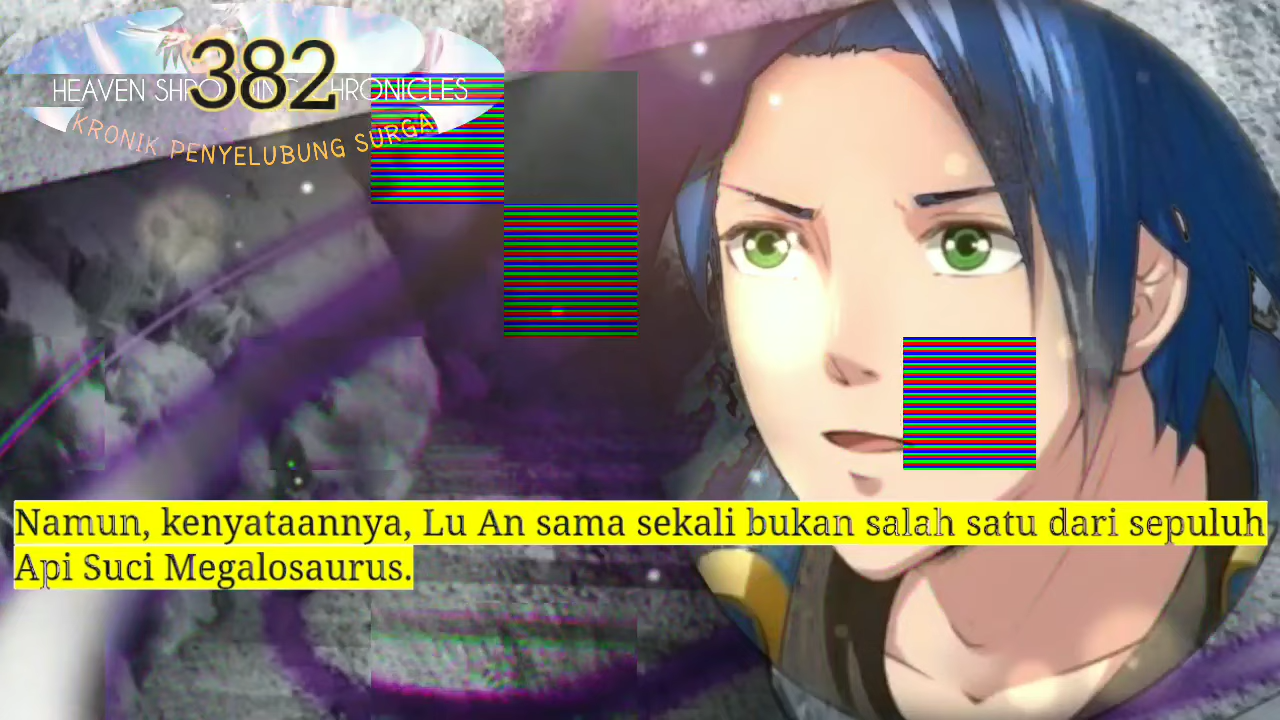 382
HEAVEN SHROUDING CHRONICLES
KRONIK PENYELUBUNG SURGA
Namun, kenyataannya, Lu An sama sekali bukan salah satu dari sepuluh
Api Suci Megalosaurus.